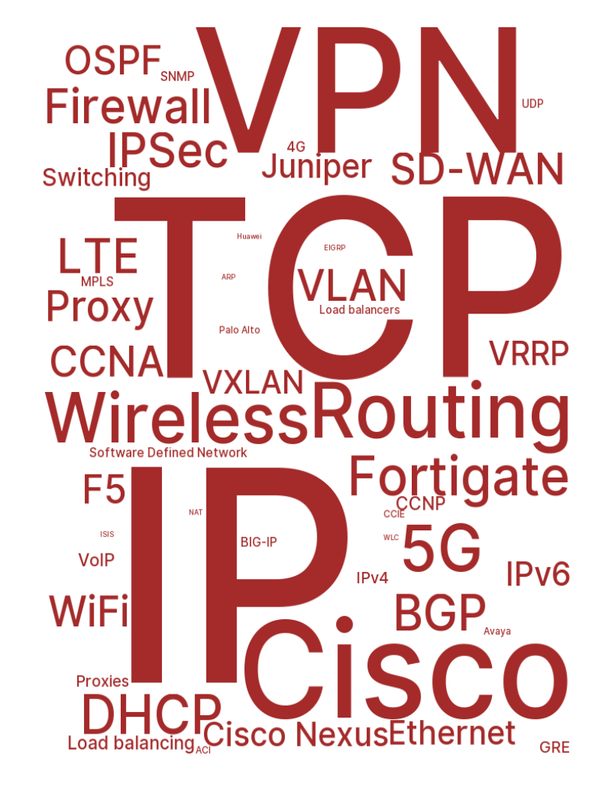 VPN
OSPF
SNMP
Firewall
UDP
IPSec
4G
Juniper
SD-WAN
Switching
TCP
Huawei
EIGRP
LTE
ARP
MPLS
VLAN
Proxy
Load balancers
Palo Alto
CCNA
VRRP
VXLAN
Wireless
Routing
Software Defined Network
IP
Fortigate
F5
CCNP
NAT
CCIE
ISIS
BIG-IP
WLC
5G
VoIP
IPv4
IPv6
WiFi
BGP
Avaya
Cisco
Proxies
DHCP
Cisco Nexus
Ethernet
Load balancing
ACI
GRE